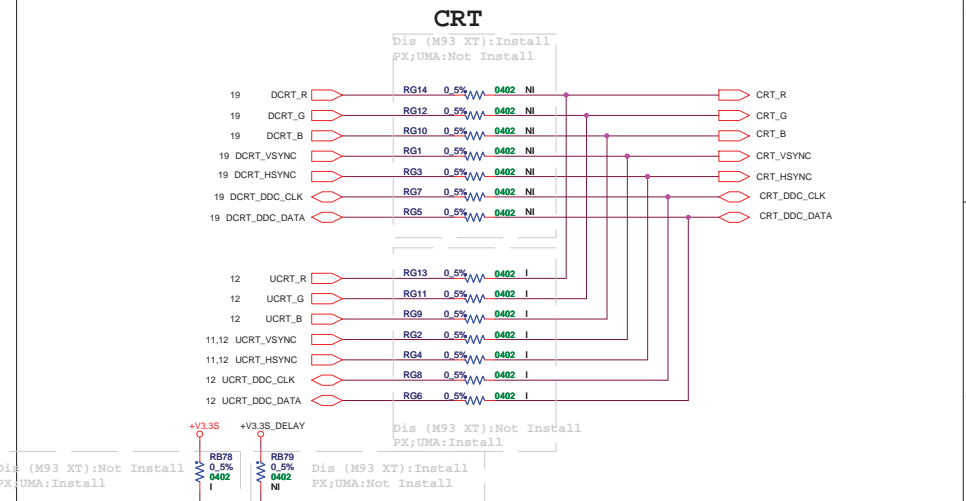 CRT
Dis (M93 XT):Install
PX;UMA:Not Install
19 DCRT_R RG14 0_5% 0402 NI CRT_R
19 DCRT_G RG12 0_5% 0402 NI CRT_G
19 DCRT_B RG10 0_5% 0402 NI CRT_B
19 DCRT_VSYNC RG1 0_5% 0402 NI CRT_VSYNC
19 DCRT_HSYNC RG3 0_5% 0402 NI CRT_HSYNC
19 DCRT_DDC_CLK RG7 0_5% 0402 NI CRT_DDC_CLK
19 DCRT_DDC_DATA RG5 0_5% 0402 NI CRT_DDC_DATA
12 UCRT_R RG13 0_5% 0402 I
12 UCRT_G RG11 0_5% 0402 I
12 UCRT_B RG9 0_5% 0402 I
11,12 UCRT_VSYNC RG2 0_5% 0402 I
11,12 UCRT_HSYNC RG4 0_5% 0402 I
12 UCRT_DDC_CLK RG8 0_5% 0402 I
12 UCRT_DDC_DATA RG6 0_5% 0402 I
Dis (M93 XT):Not Install
PX;UMA:Install
+V3.3S +V3.3S_DELAY
Dis (M93 XT):Not Install
PX;UMA:Install
RB78
0_5%
0402
I
RB79
0_5%
0402
NI
Dis (M93 XT):Install
PX;UMA:Not Install